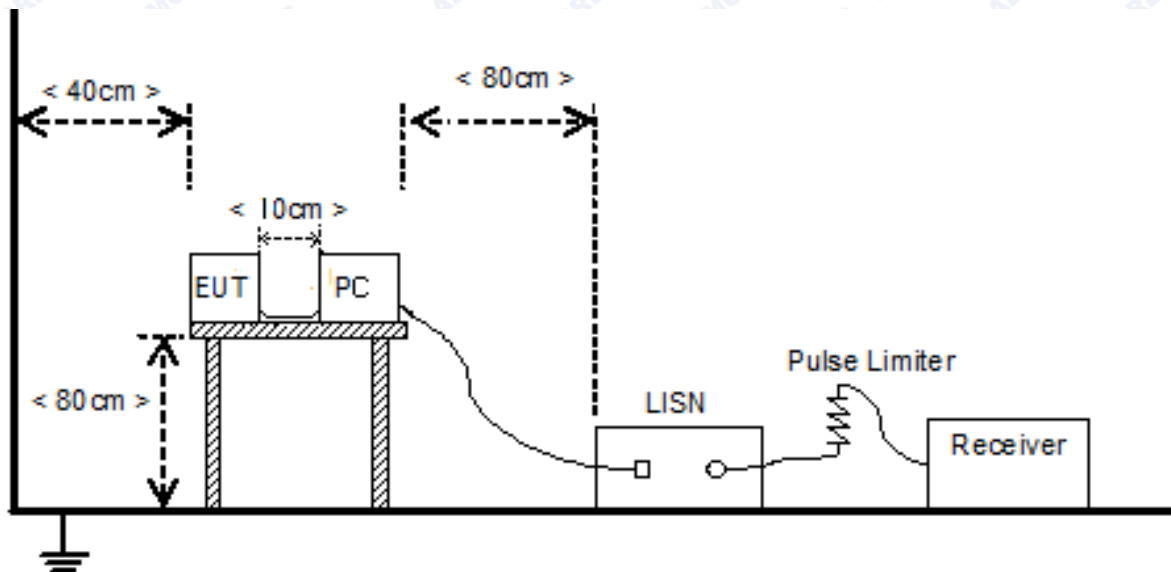 < 80cm >
< 40cm >
< 10cm >
EUT
PC
Pulse Limiter
< 80cm >
LISN
Receiver